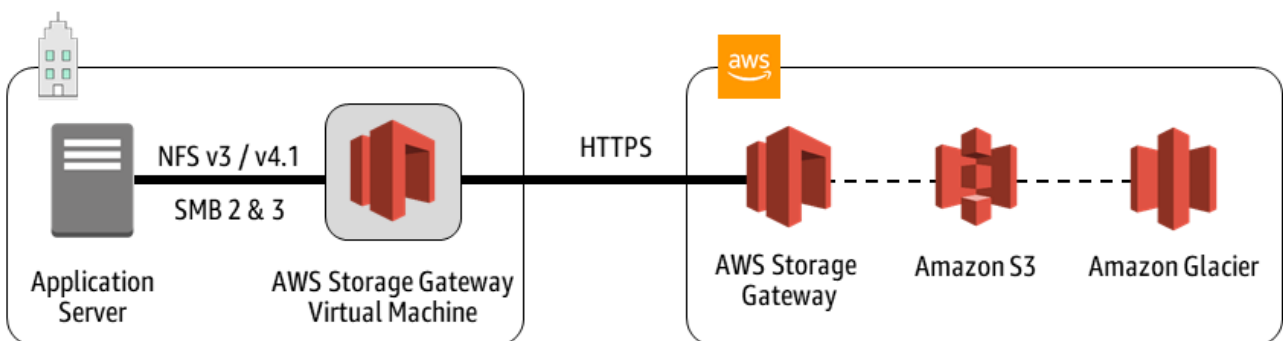 aws
NFS v3 / v4.1
SMB 2 & 3
HTTPS
Application
Server
AWS Storage Gateway
Virtual Machine
AWS Storage
Gateway
Amazon S3
Amazon Glacier